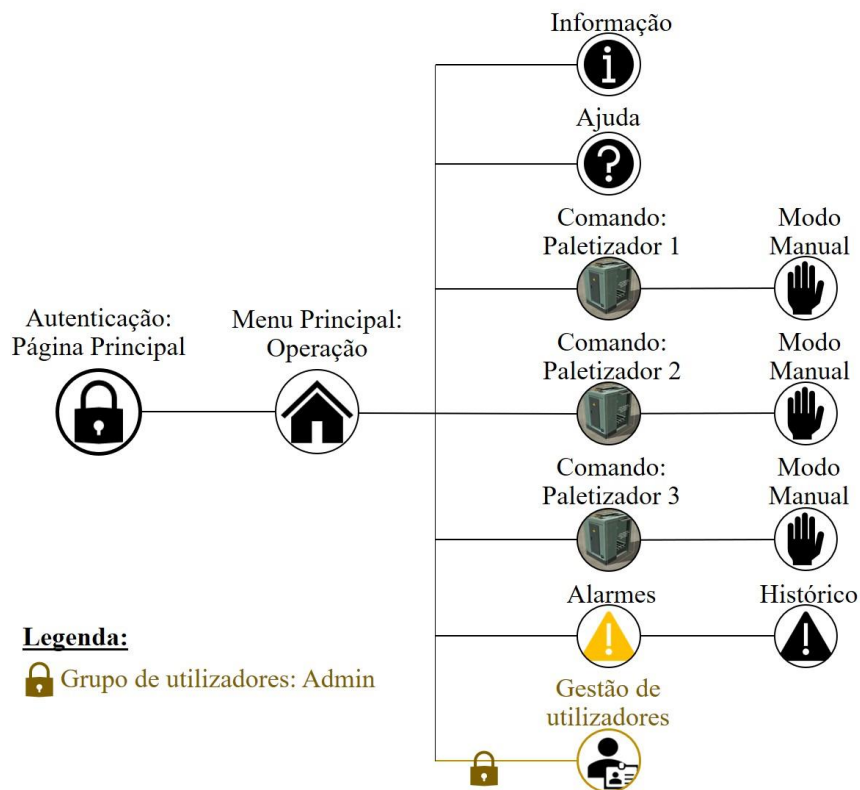 Informação
Ajuda
Comando:
Paletizador 1
Modo
Manual
Autenticação:
Página Principal
Menu Principal:
Operação
Comando:
Paletizador 2
Modo
Manual
Comando:
Paletizador 3
Modo
Manual
Alarmes
Histórico
Legenda:
Grupo de utilizadores: Admin
Gestão de
utilizadores